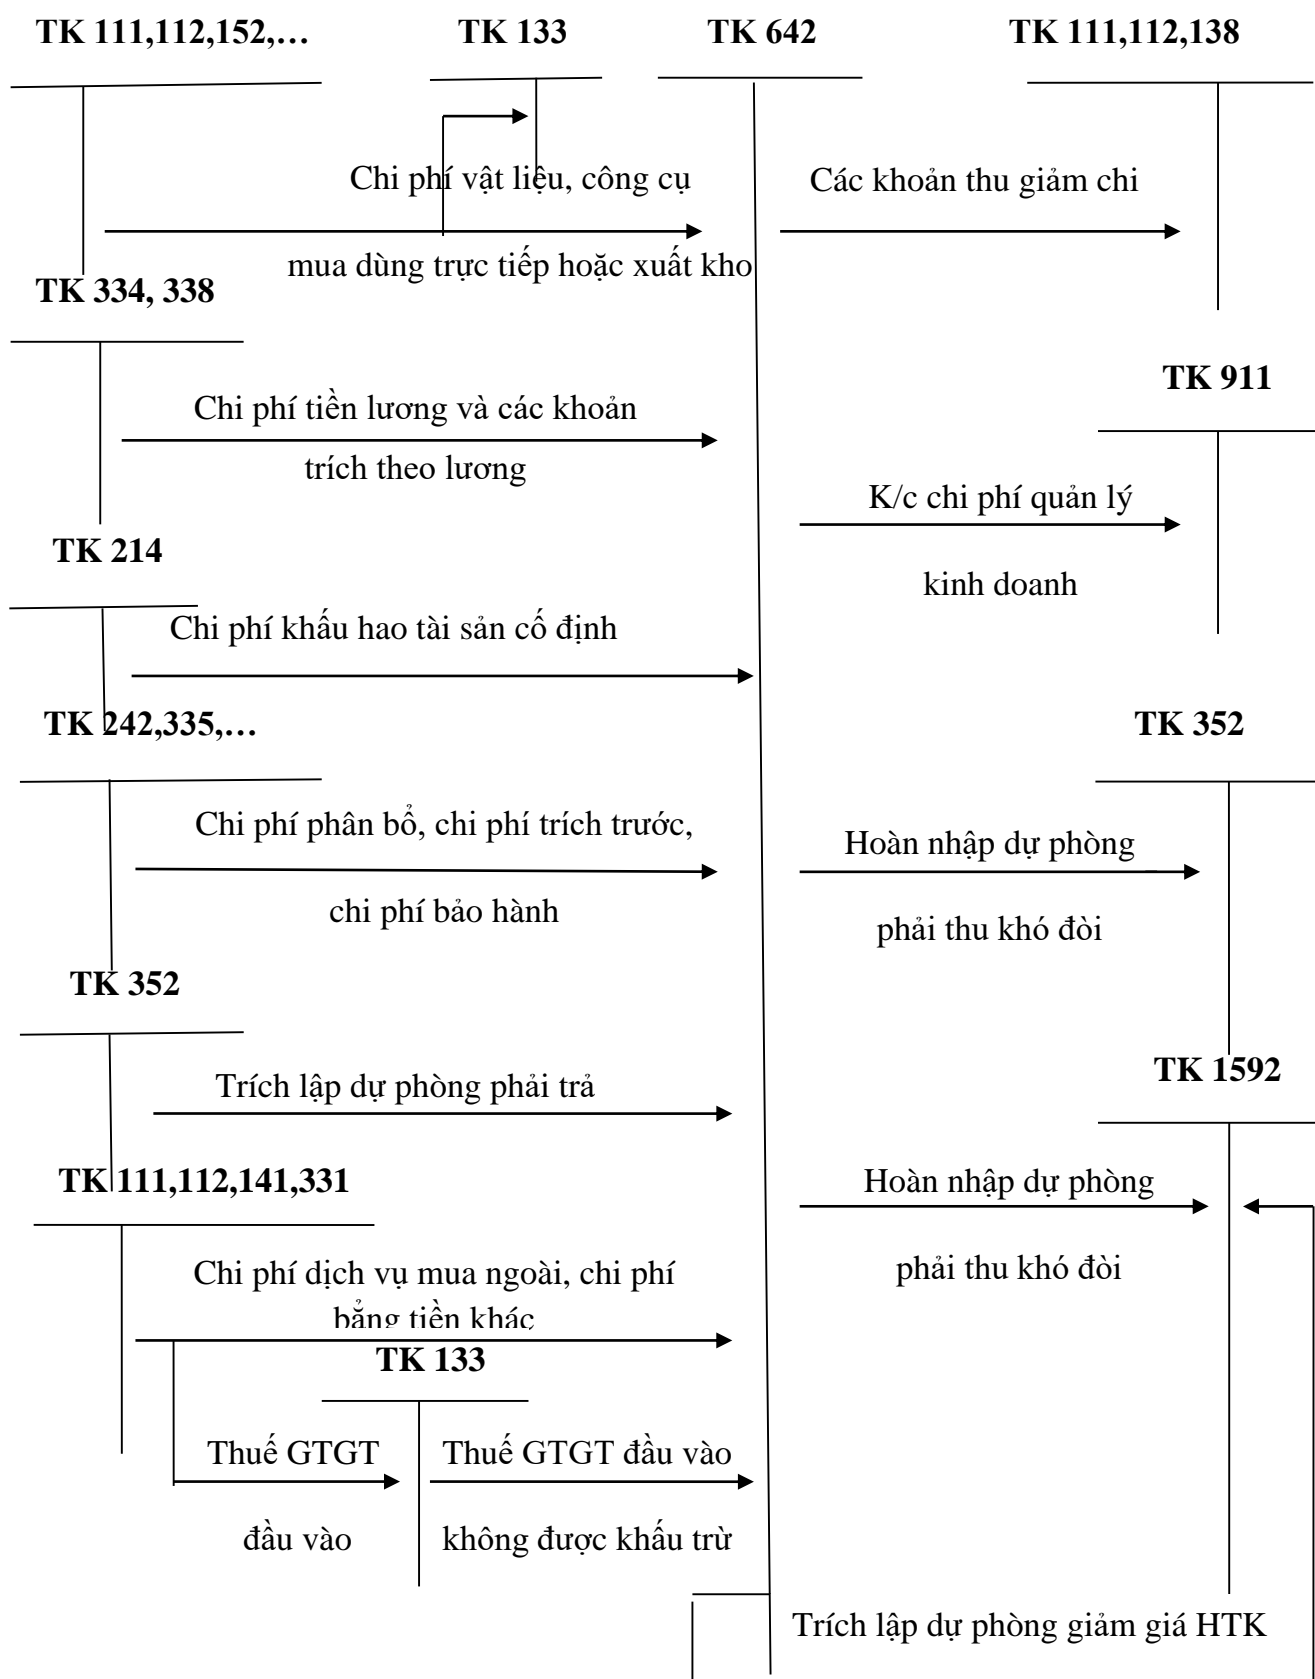 TK 111,112,152,…
TK 133
TK 642
TK 111,112,138
Chi phí vật liệu, công cụ
Các khoản thu giảm chi
mua dùng trực tiếp hoặc xuất kho
TK 334, 338
TK 911
Chi phí tiền lương và các khoản
trích theo lương
K/c chi phí quản lý
kinh doanh
TK 214
Chi phí khấu hao tài sản cố định
TK 242,335,…
TK 352
Chi phí phân bổ, chi phí trích trước,
chi phí bảo hành
Hoàn nhập dự phòng
phải thu khó đòi
TK 352
TK 1592
Trích lập dự phòng phải trả
TK 111,112,141,331
Hoàn nhập dự phòng
phải thu khó đòi
Chi phí dịch vụ mua ngoài, chi phí
bằng tiền khác
TK 133
Thuế GTGT
đầu vào
Thuế GTGT đầu vào
không được khấu trừ
Trích lập dự phòng giảm giá HTK